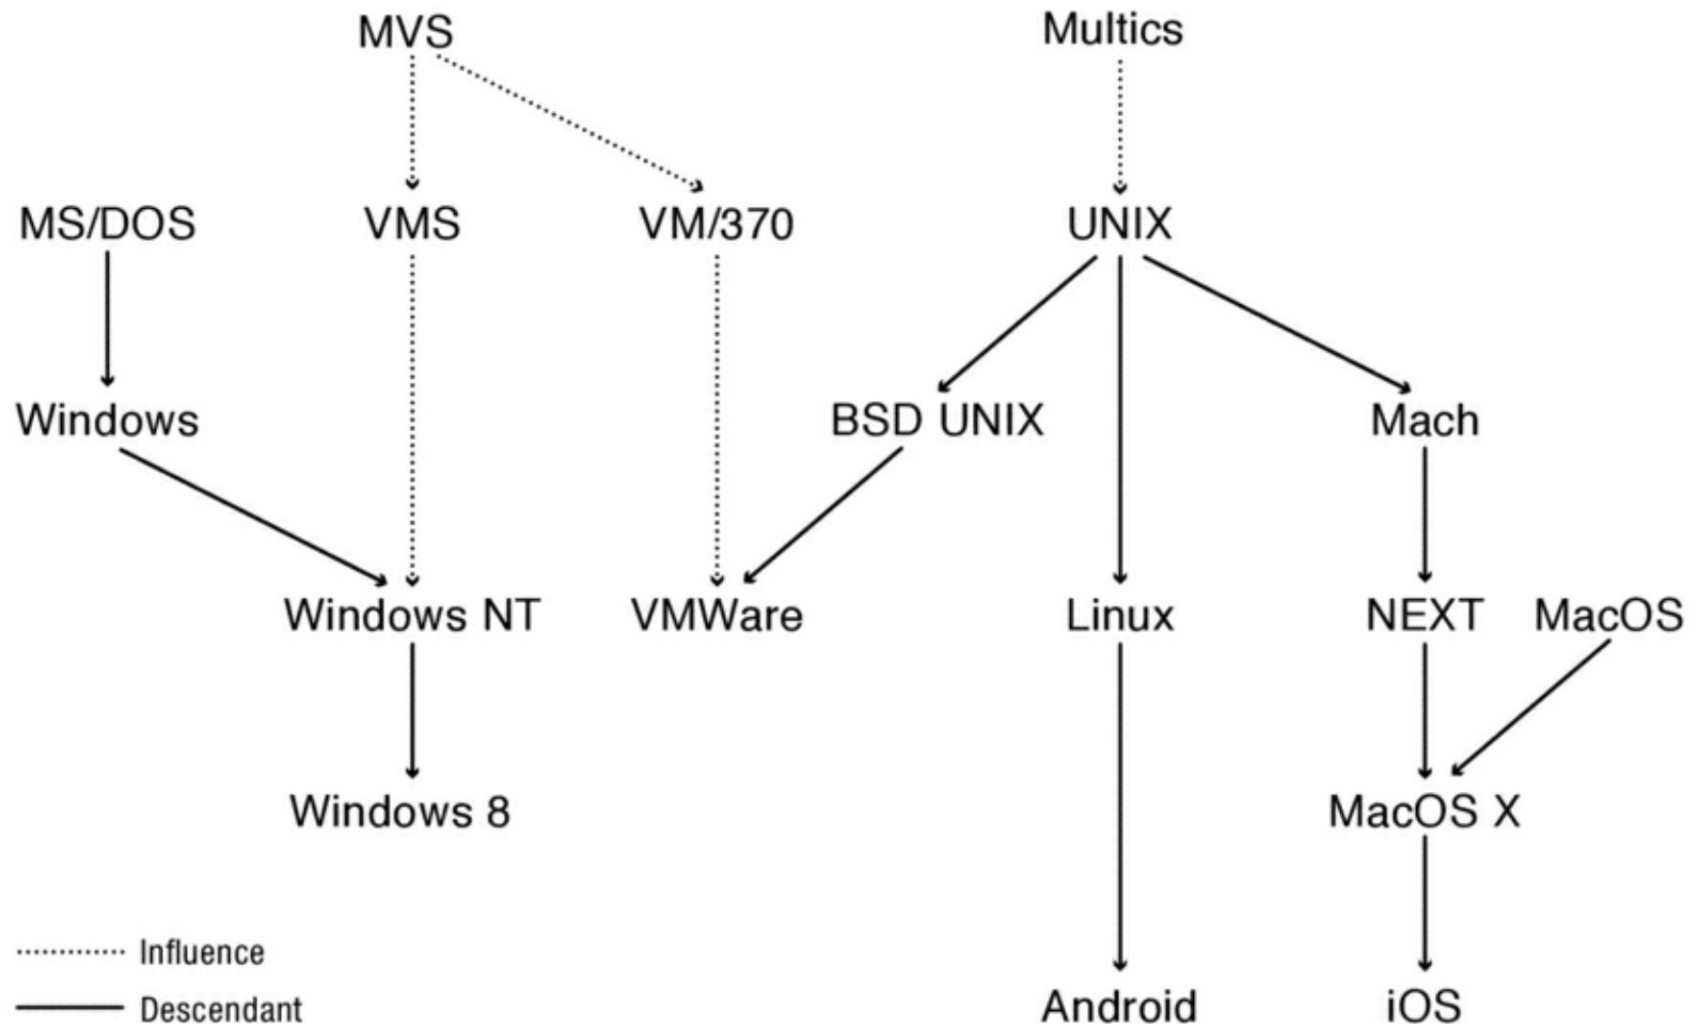 MVS
Multics
MS/DOS
VMS
VM/370
UNIX
Windows
BSD UNIX
Mach
Windows NT
VMWare
Linux
NEXT
MacOS
Windows 8
MacOS X
Influence
Descendant
Android
iOS